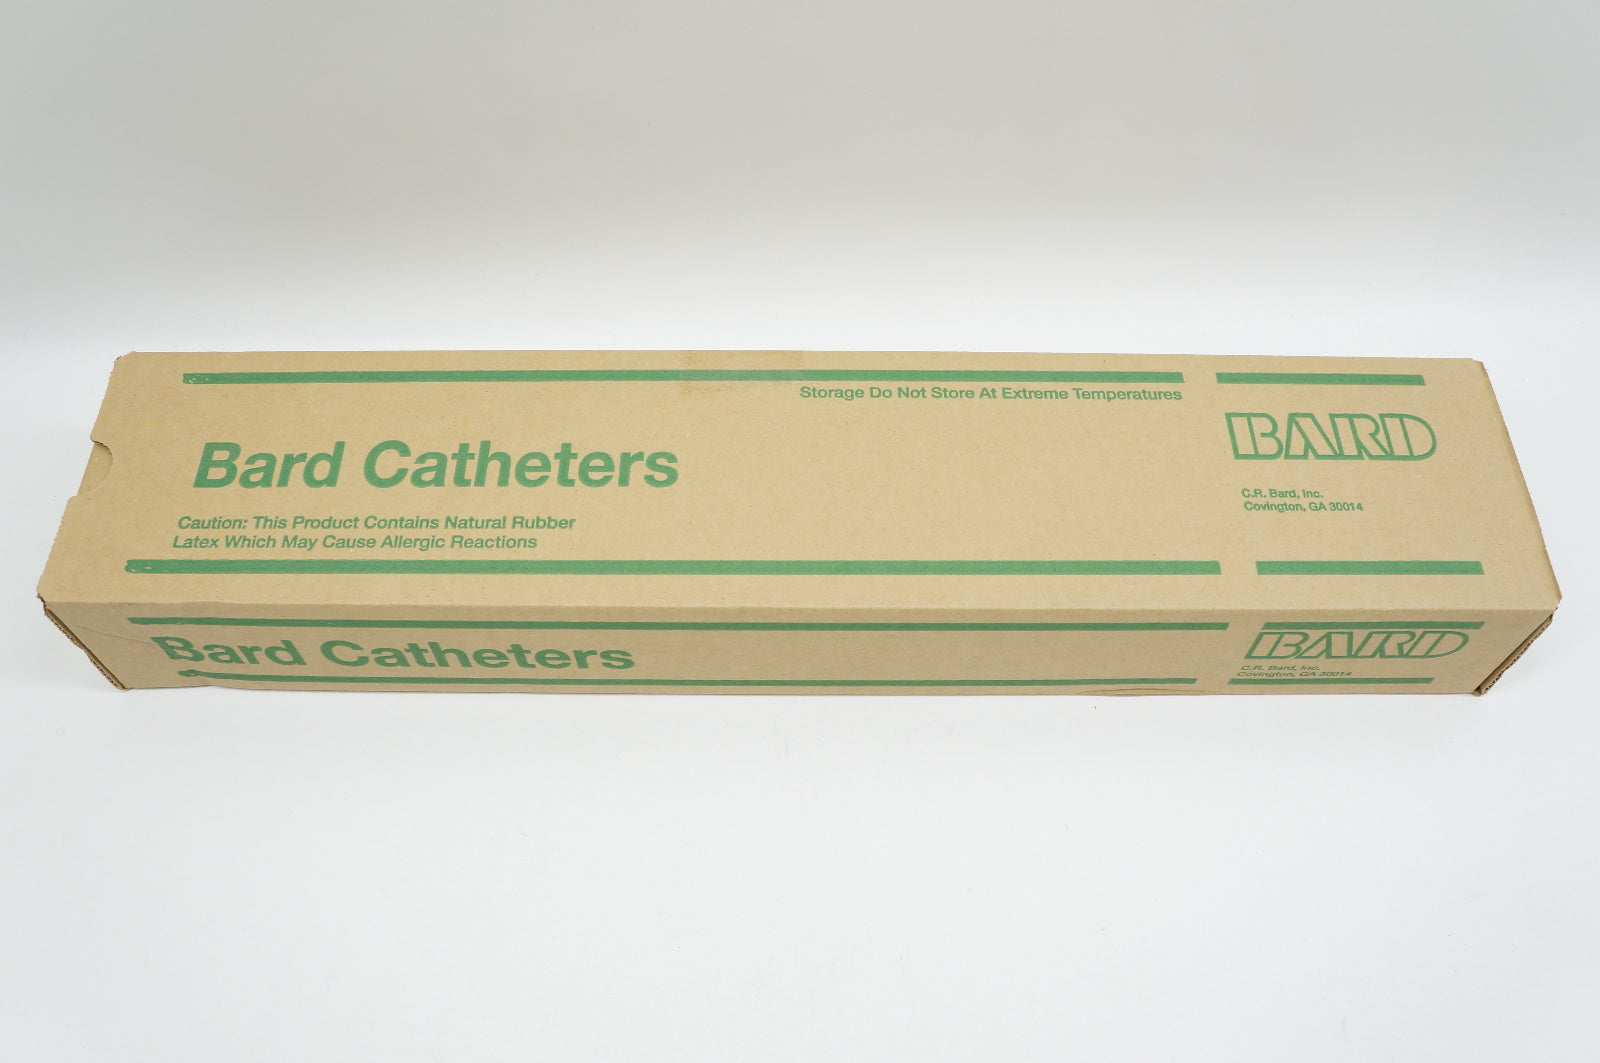 Storage Do Not Store At Extreme Temperatures
BARD
Bard Catheters
C.R. Bard, Inc.
Covington, GA 30014
Caution: This Product Contains Natural Rubber
Latex Which May Cause Allergic Reactions
Bard Catheters
BARD
C.R. Bard, Inc.
Covington, GA 30014